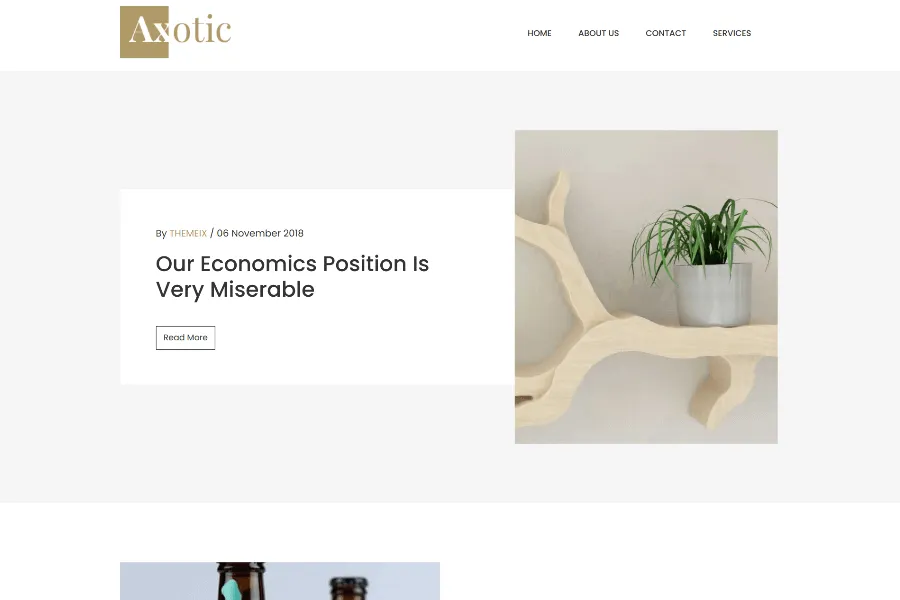 Axotic
HOME ABOUT US CONTACT SERVICES
By THEMEIX / 06 November 2018
Our Economics Position Is
Very Miserable
Read More